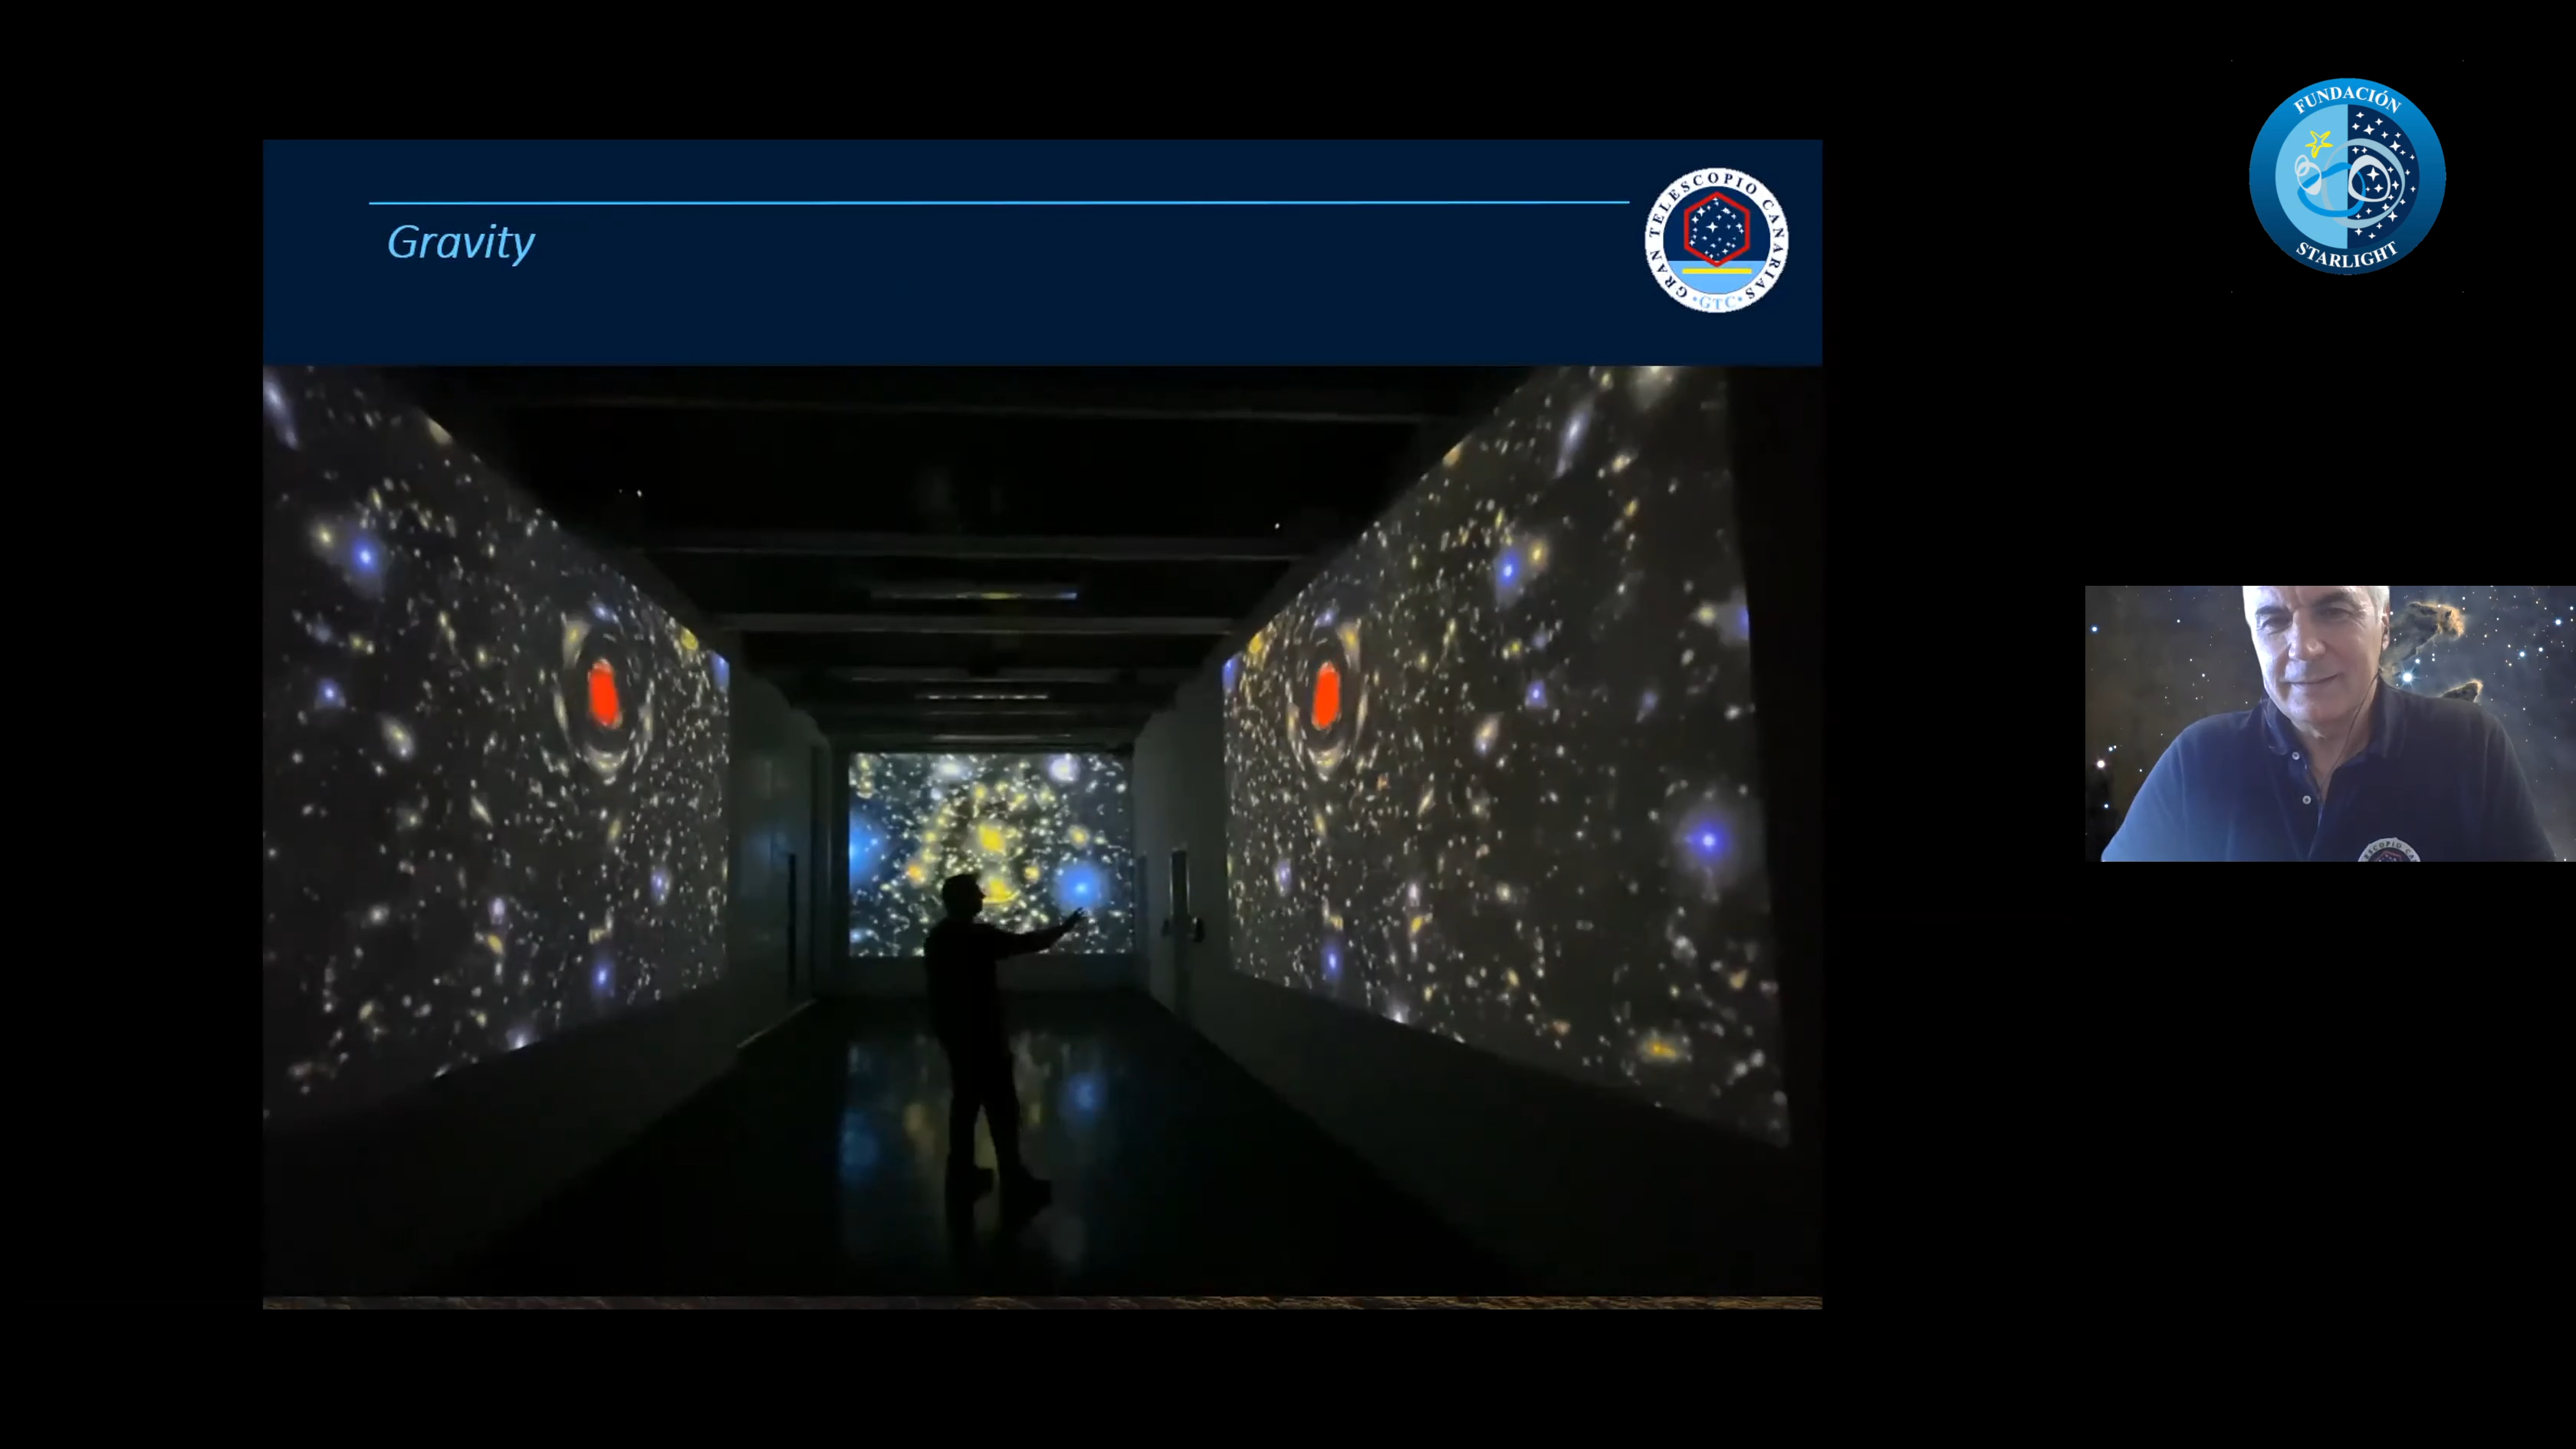 FUNDACIÓN
STARLIGHT
Gravity
GRAN TELESCOPIO CANARIAS
• GTC •